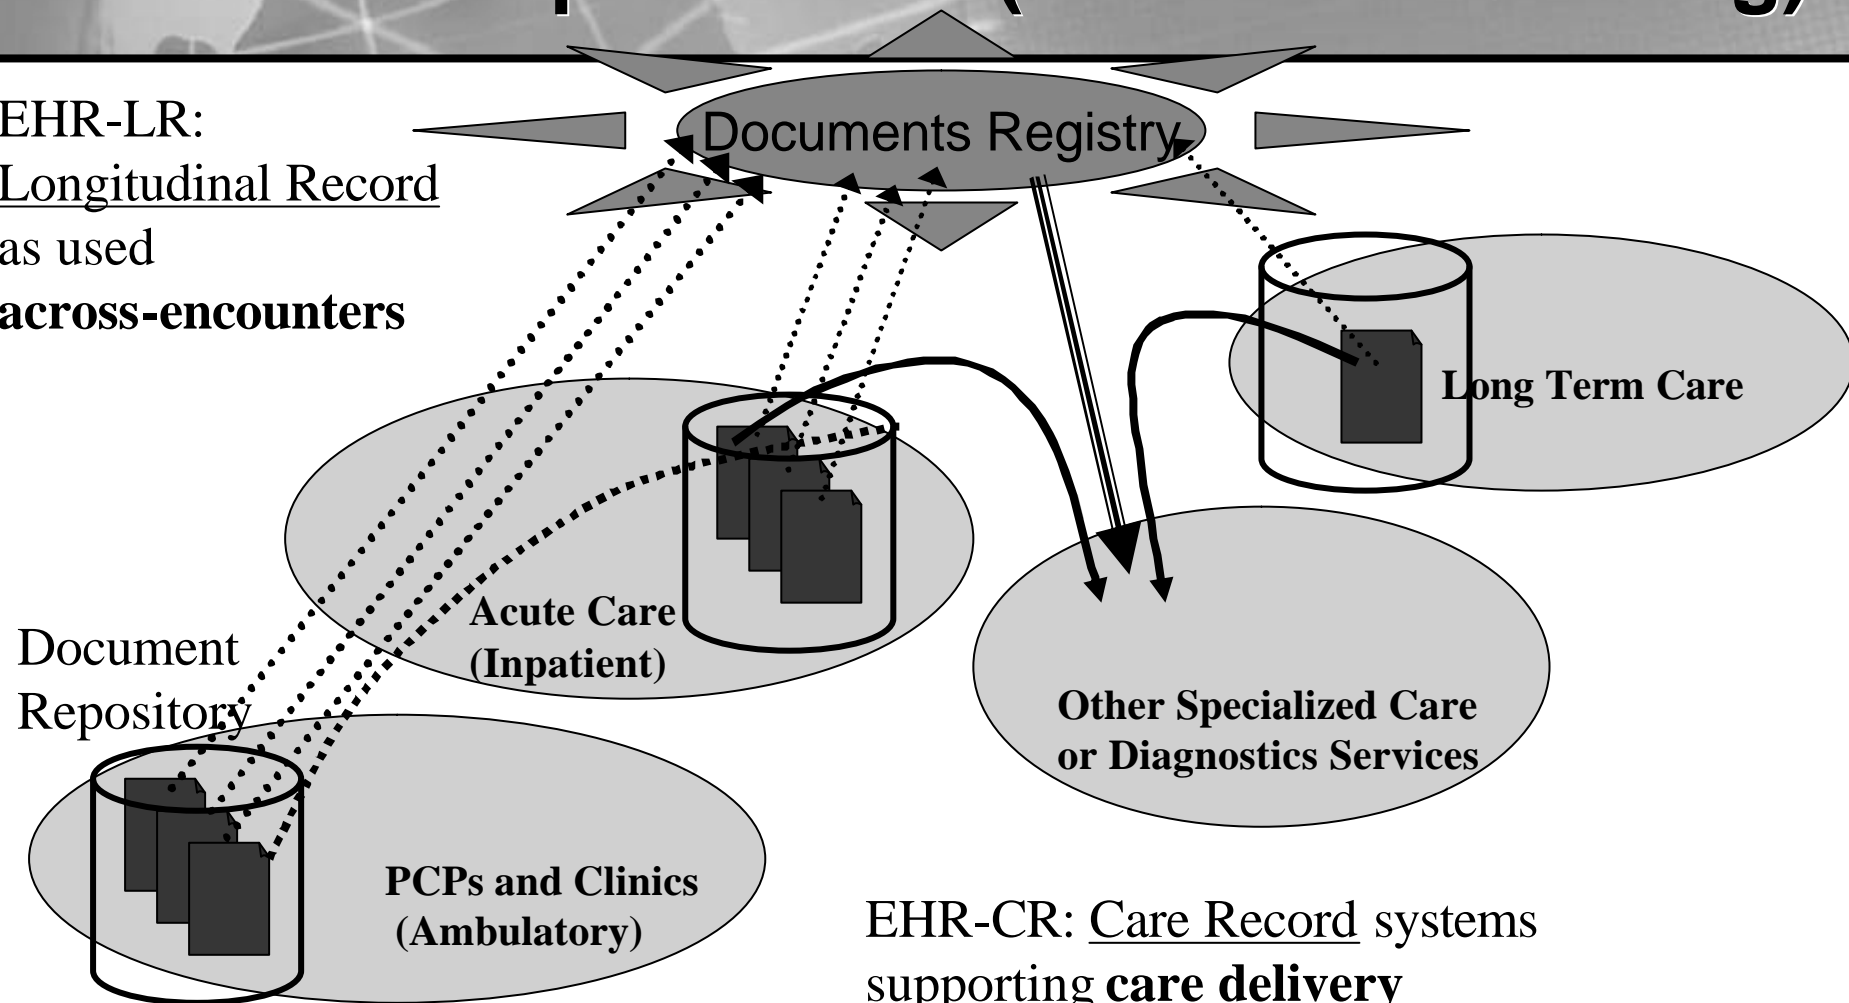 EHR-LR:
Longitudinal Record
as used
across-encounters
Documents Registry
Long Term Care
Acute Care
(Inpatient)
Document
Repository
Other Specialized Care
or Diagnostics Services
PCPs and Clinics
(Ambulatory)
EHR-CR: Care Record systems
supporting care delivery